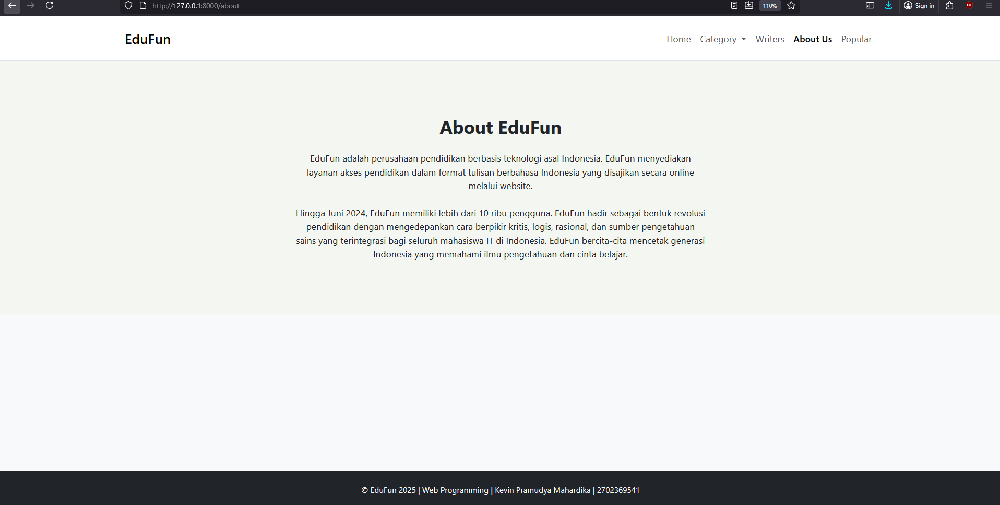 http://127.0.0.1:8000/about
110%
Sign in
EduFun
Home Category Writers About Us Popular
About EduFun
EduFun adalah perusahaan pendidikan berbasis teknologi asal Indonesia. EduFun menyediakan
layanan akses pendidikan dalam format tulisan berbahasa Indonesia yang disajikan secara online
melalui website.
Hingga Juni 2024, EduFun memiliki lebih dari 10 ribu pengguna. EduFun hadir sebagai bentuk revolusi
pendidikan dengan mengedepankan cara berpikir kritis, logis, rasional, dan sumber pengetahuan
sains yang terintegrasi bagi seluruh mahasiswa IT di Indonesia. EduFun bercita-cita mencetak generasi
Indonesia yang memahami ilmu pengetahuan dan cinta belajar.
© EduFun 2025 | Web Programming | Kevin Pramudya Mahardika | 2702369541